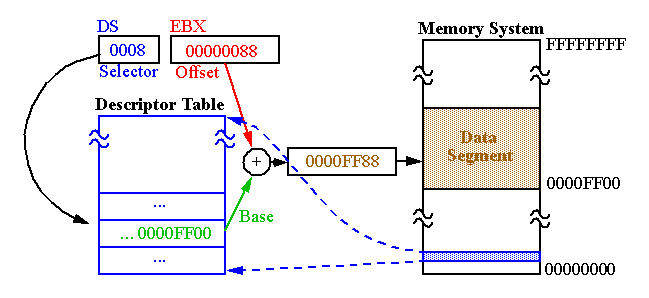 DS EBX
0008 00000088
Selector Offset
Memory System
FFFFFFFF
Descriptor Table
Data
Segment
+
0000FF88
0000FF00
...
Base
... 0000FF00
...
00000000